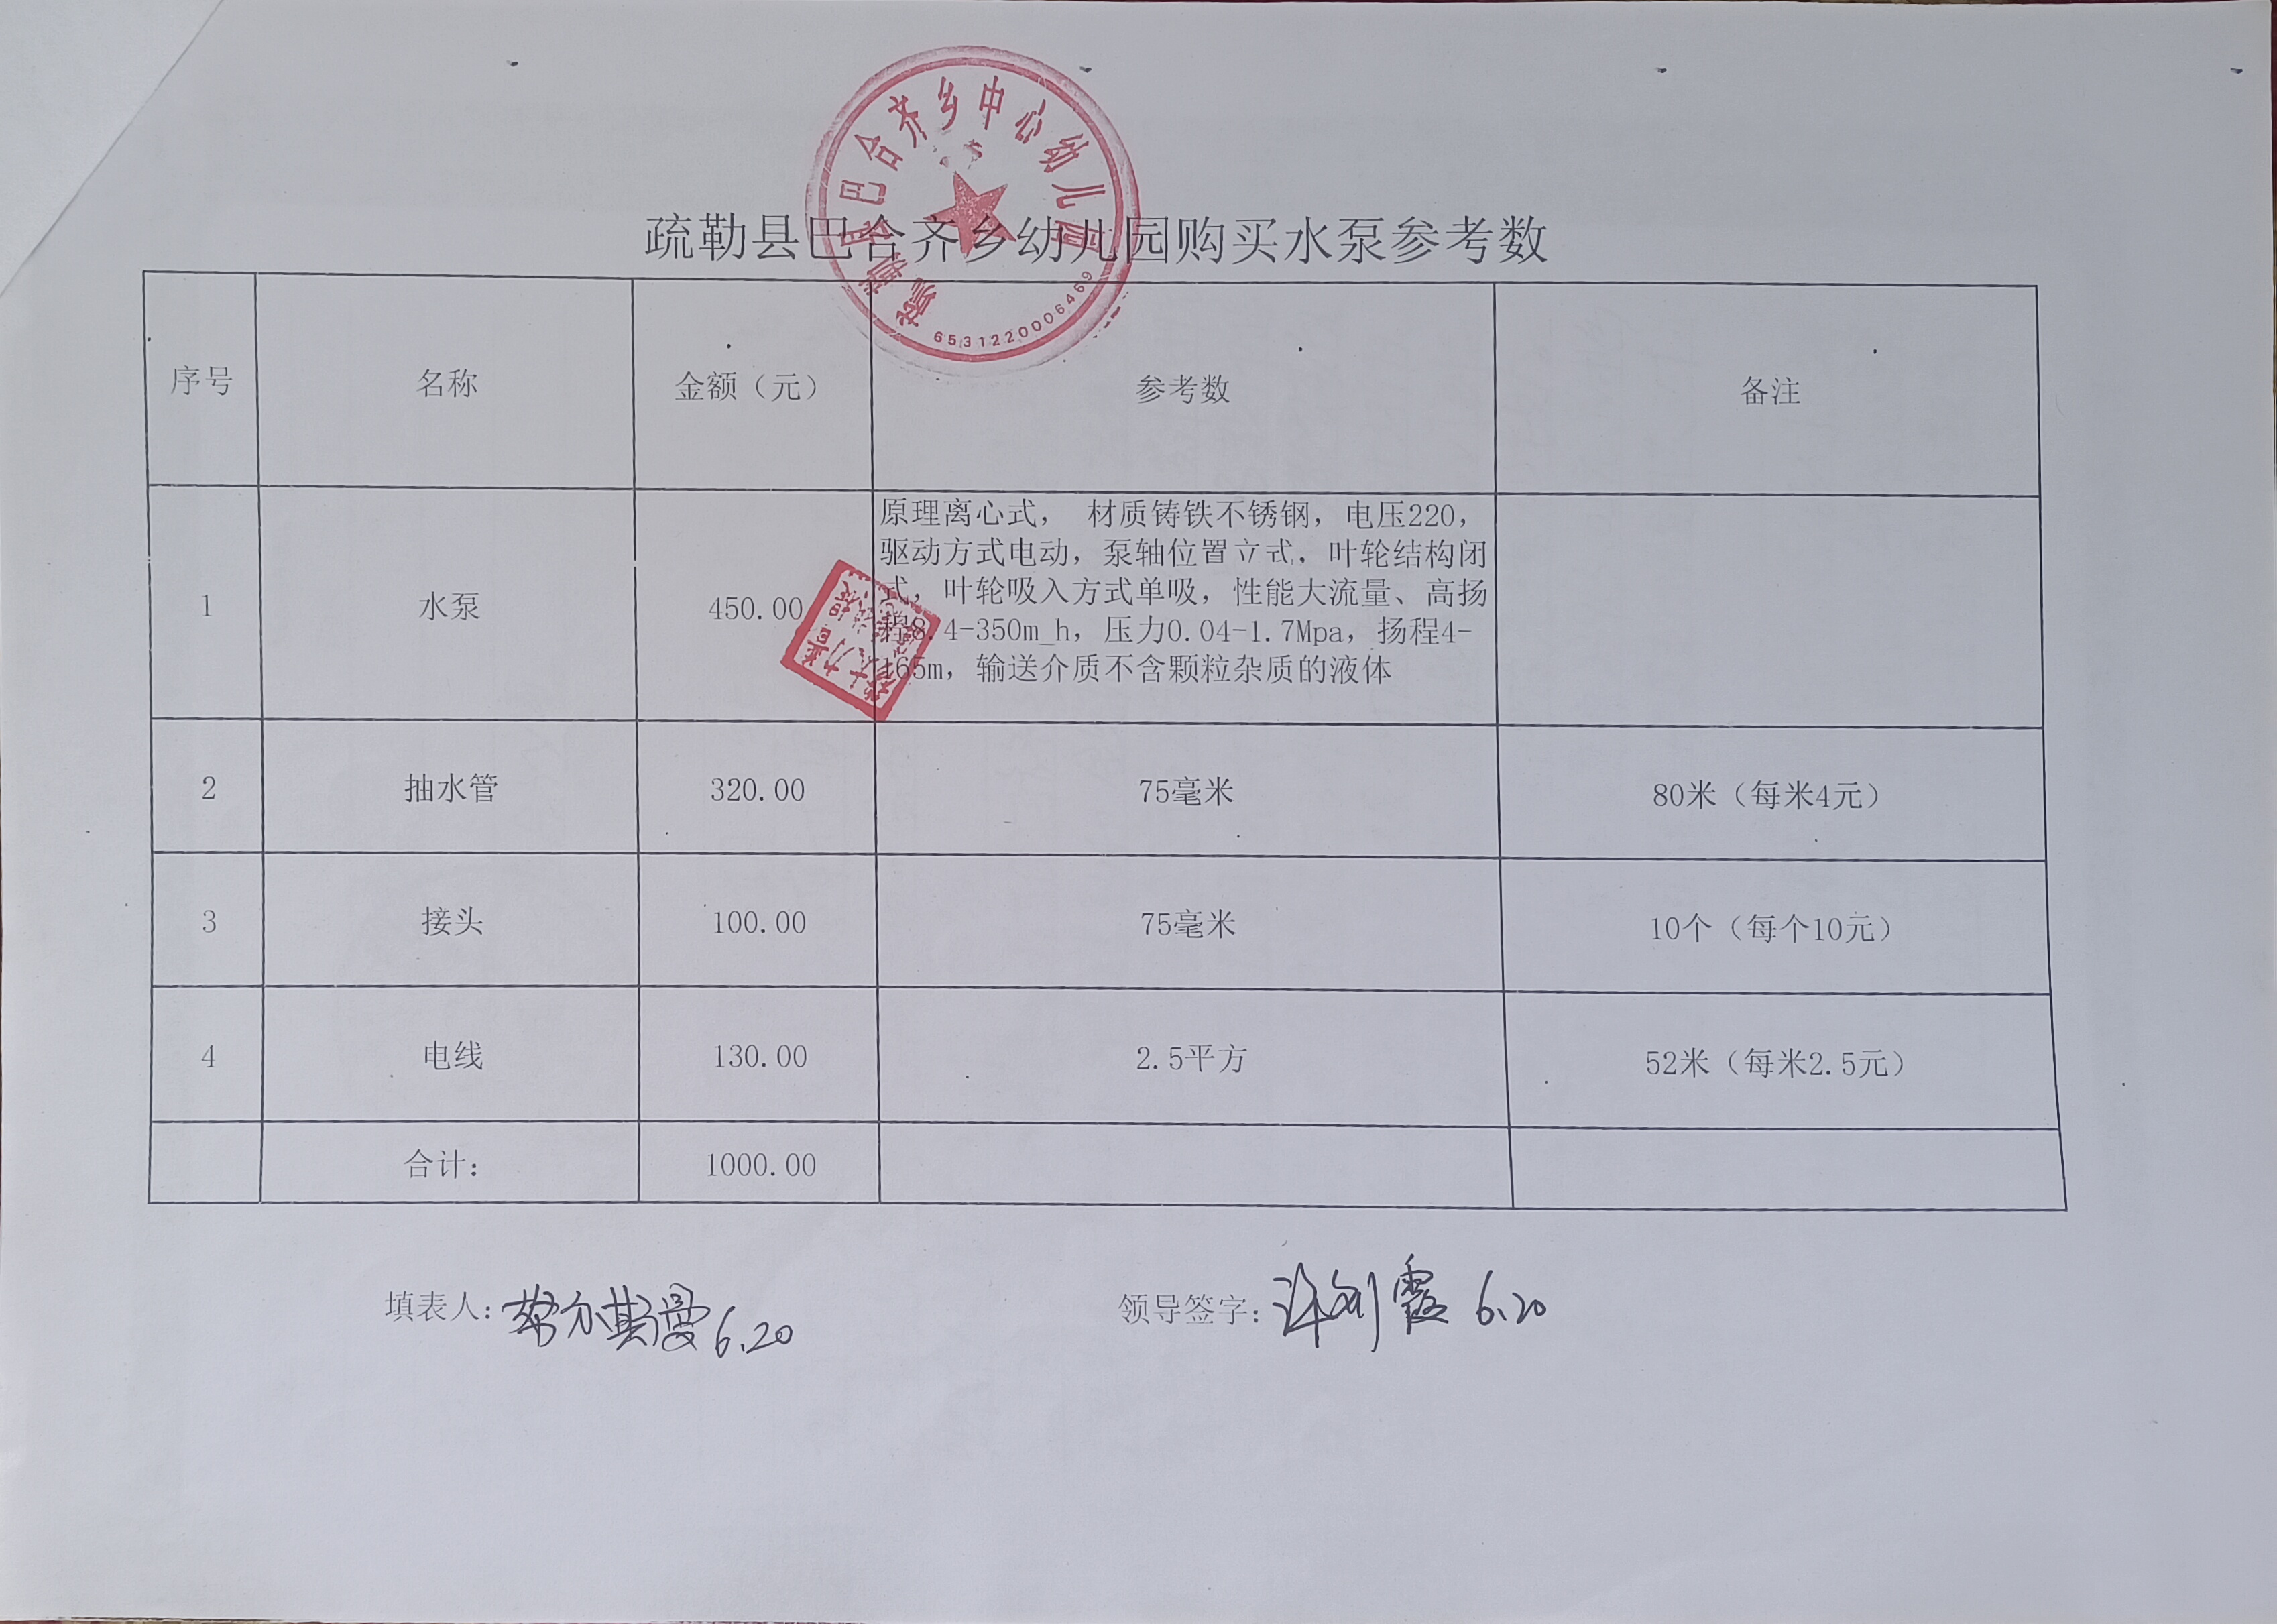 疏勒县巴合齐乡中心幼儿园
6531220006469
疏勒县巴合齐乡幼儿园购买水泵参考数
序号 名称 金额（元） 参考数 备注
1 水泵 450.00 原理离心式， 材质铸铁不锈钢，电压220，
驱动方式电动，泵轴位置立式，叶轮结构闭
式，叶轮吸入方式单吸，性能大流量、高扬
程8.4-350m_h，压力0.04-1.7Mpa，扬程4-
165m，输送介质不含颗粒杂质的液体
2 抽水管 320.00 75毫米 80米（每米4元）
3 接头 100.00 75毫米 10个（每个10元）
4 电线 130.00 2.5平方 52米（每米2.5元）
合计： 1000.00
填表人： 6.20 领导签字： 6.20